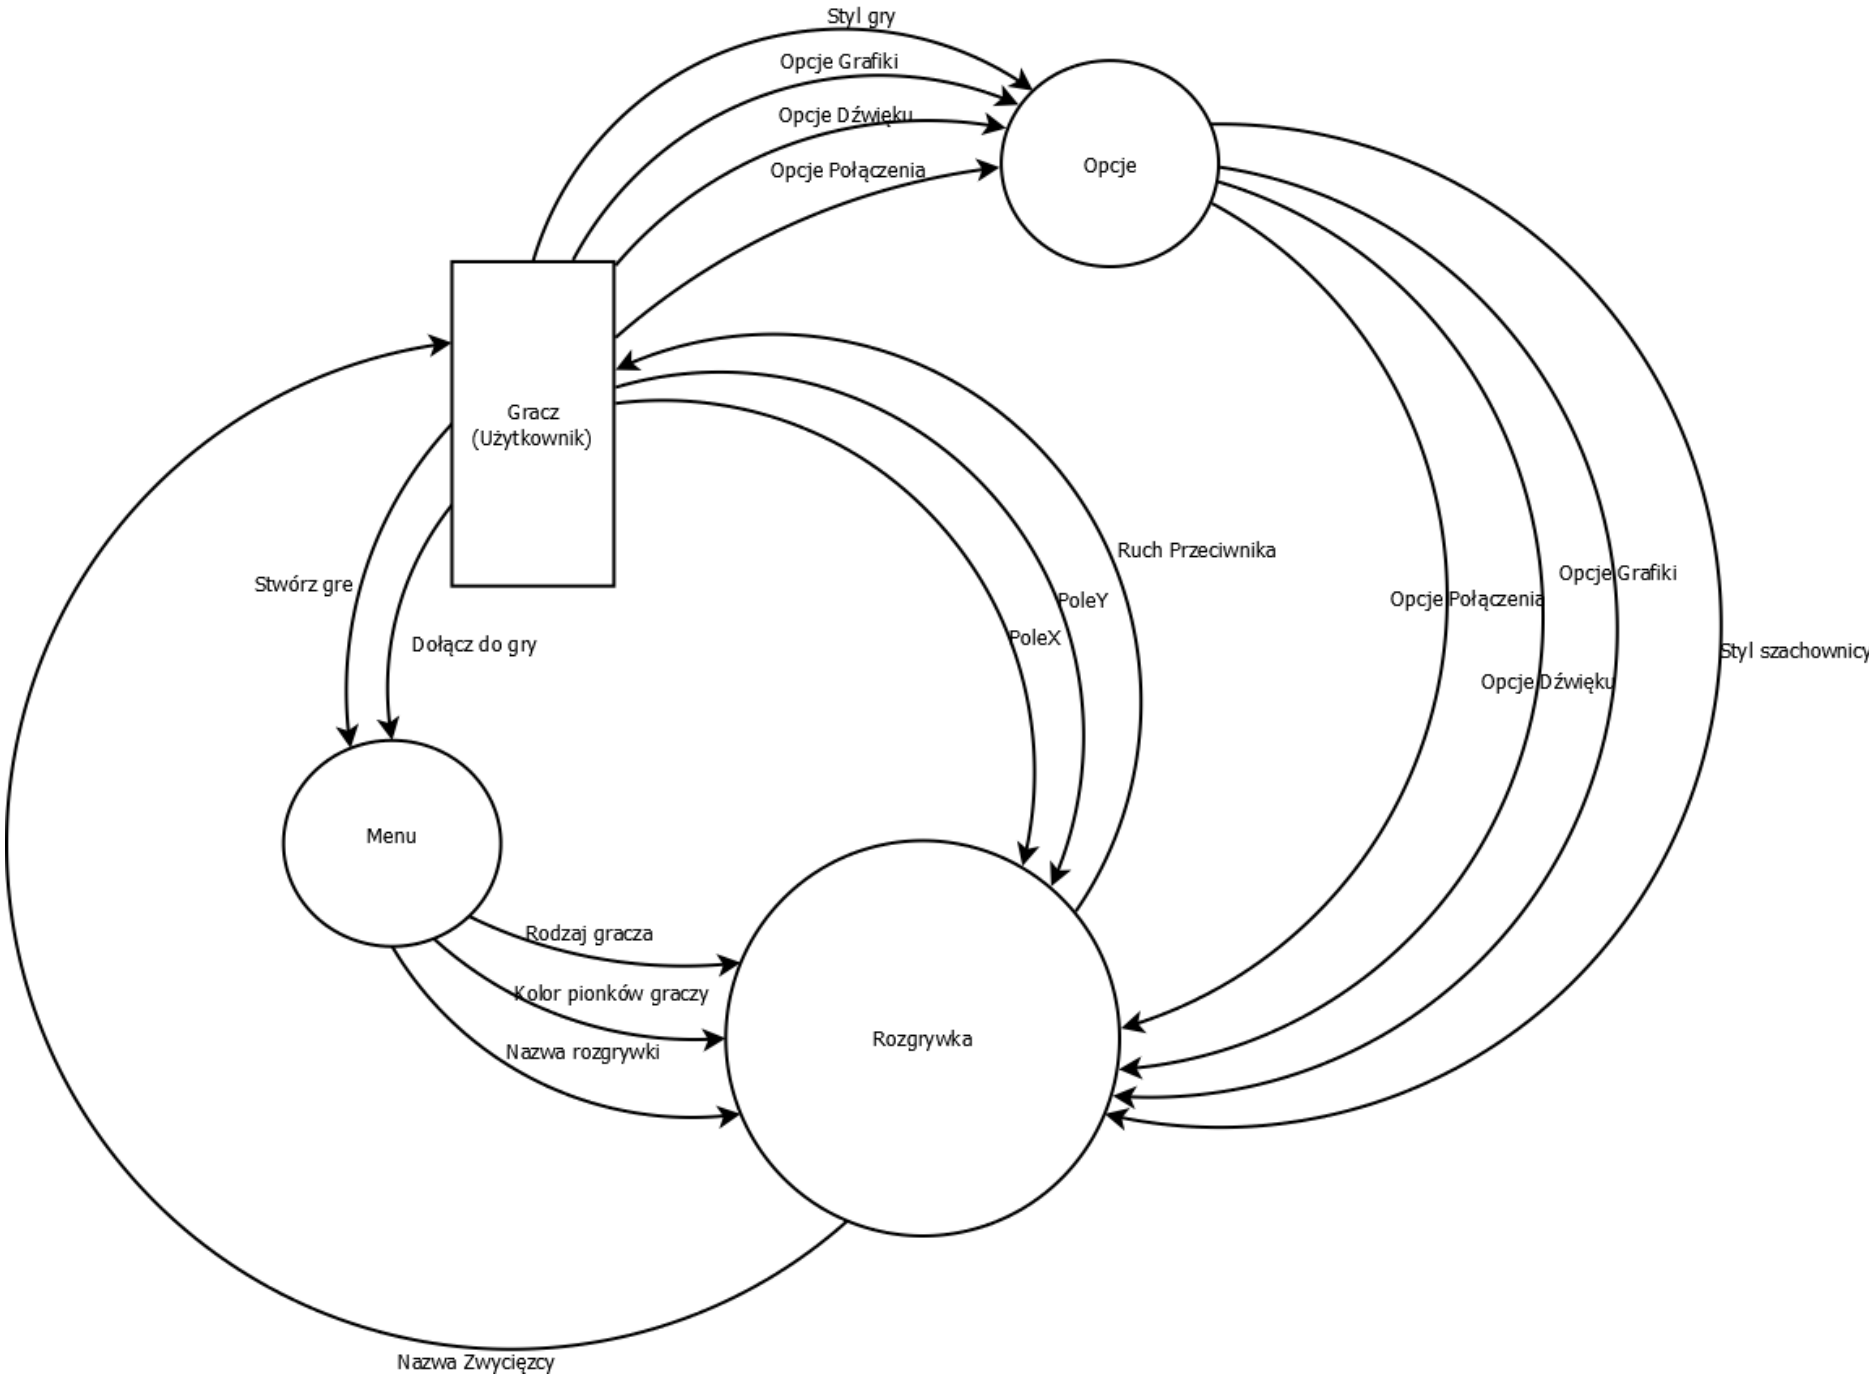 Styl gry
Opcje Grafiki
Opcje Dźwięku
Opcje Połączenia
Opcje
Gracz
(Użytkownik)
Ruch Przeciwnika
PoleY
PoleX
Opcje Grafiki
Opcje Połączenia
Styl szachownicy
Opcje Dźwięku
Stwórz gre
Dołącz do gry
Menu
Rodzaj gracza
Kolor pionków graczy
Nazwa rozgrywki
Rozgrywka
Nazwa Zwycięzcy